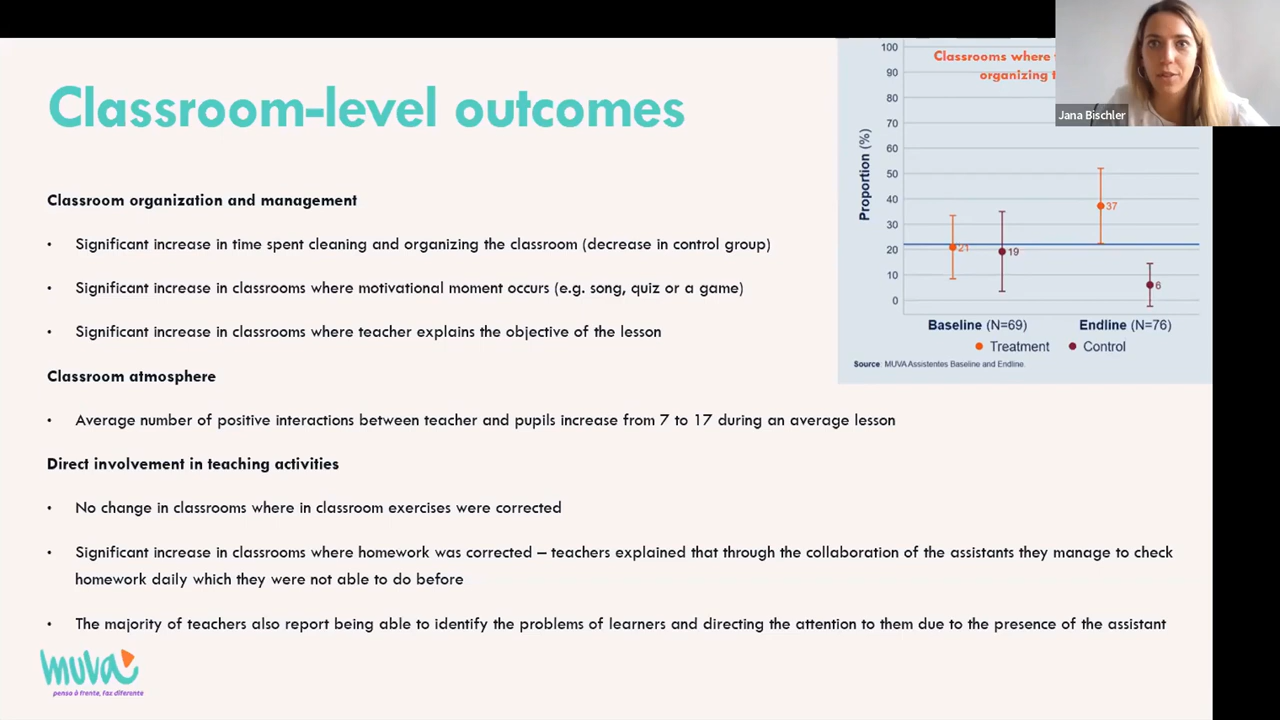 Classroom-level outcomes
Classroom organization and management
• Significant increase in time spent cleaning and organizing the classroom (decrease in control group)
• Significant increase in classrooms where motivational moment occurs (e.g. song, quiz or a game)
• Significant increase in classrooms where teacher explains the objective of the lesson
Classroom atmosphere
• Average number of positive interactions between teacher and pupils increase from 7 to 17 during an average lesson
Direct involvement in teaching activities
• No change in classrooms where in classroom exercises were corrected
• Significant increase in classrooms where homework was corrected – teachers explained that through the collaboration of the assistants they manage to check
homework daily which they were not able to do before
• The majority of teachers also report being able to identify the problems of learners and directing the attention to them due to the presence of the assistant
muva
penso à frente, faz diferente
Classrooms where
organizing
Jana Bischler
Proportion (%)
100
90
80
70
60
50
40
30
20
10
0
21
19
37
6
Baseline (N=69) Endline (N=76)
Treatment Control
Source: MUVA Assistentes Baseline and Endline.